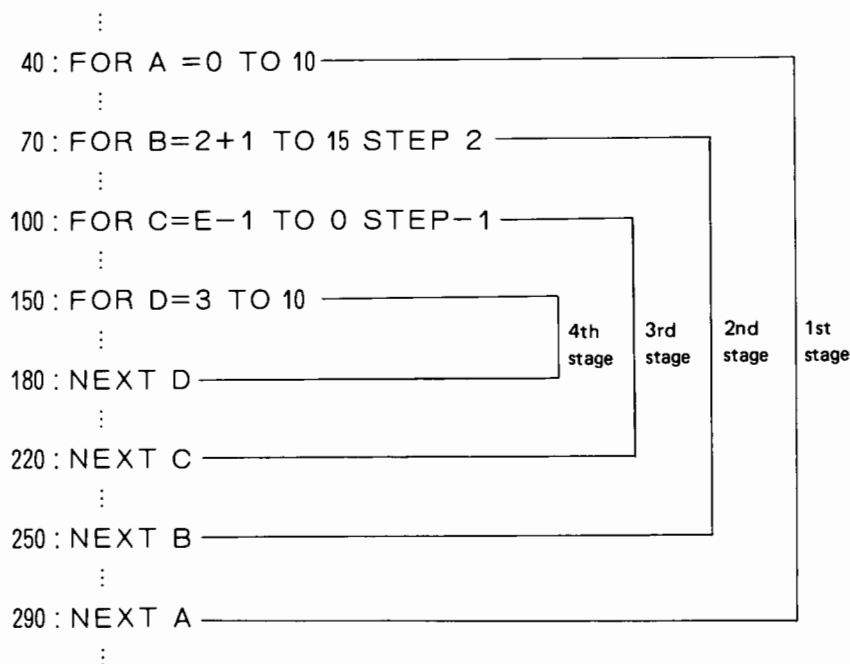 ⋮
40 : FOR A =0 TO 10
⋮
70 : FOR B=2+1 TO 15 STEP 2
⋮
100 : FOR C=E−1 TO 0 STEP−1
⋮
150 : FOR D=3 TO 10
⋮
4th stage
3rd stage
2nd stage
1st stage
180 : NEXT D
⋮
220 : NEXT C
⋮
250 : NEXT B
⋮
290 : NEXT A
⋮